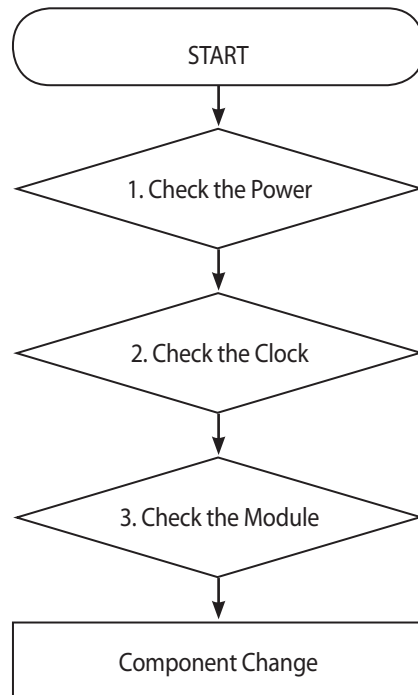 START
1. Check the Power
2. Check the Clock
3. Check the Module
Component Change